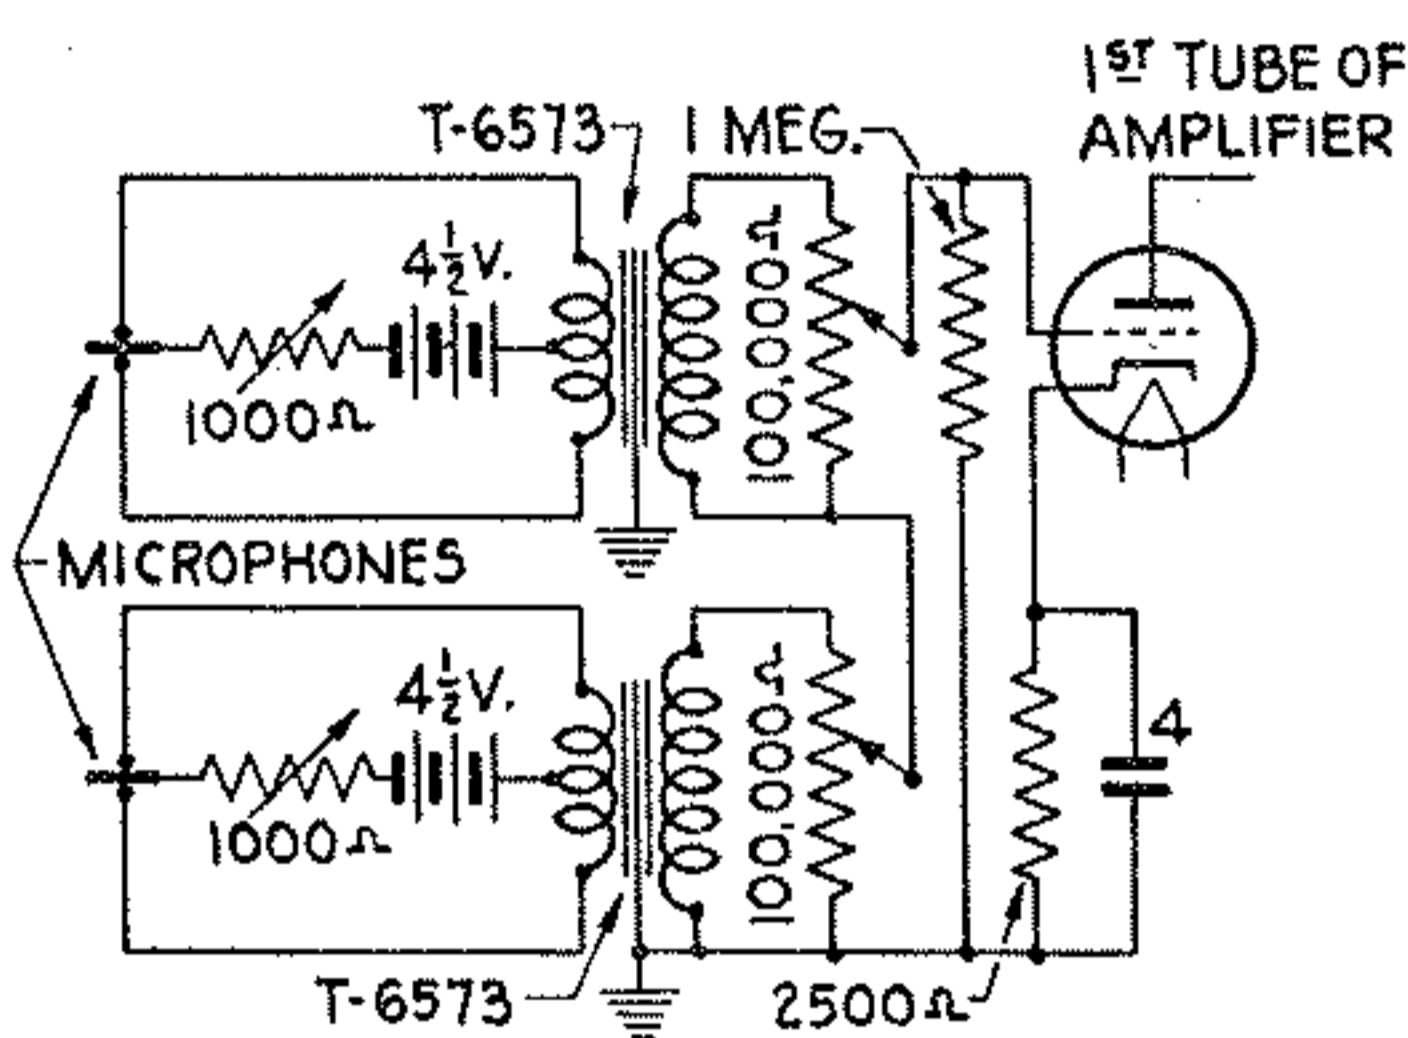 1ST TUBE OF
AMPLIFIER
T-6573
1 MEG.
4½V.
1000Ω
100,000Ω
MICROPHONES
4½V.
1000Ω
100,000Ω
4
T-6573
2500Ω